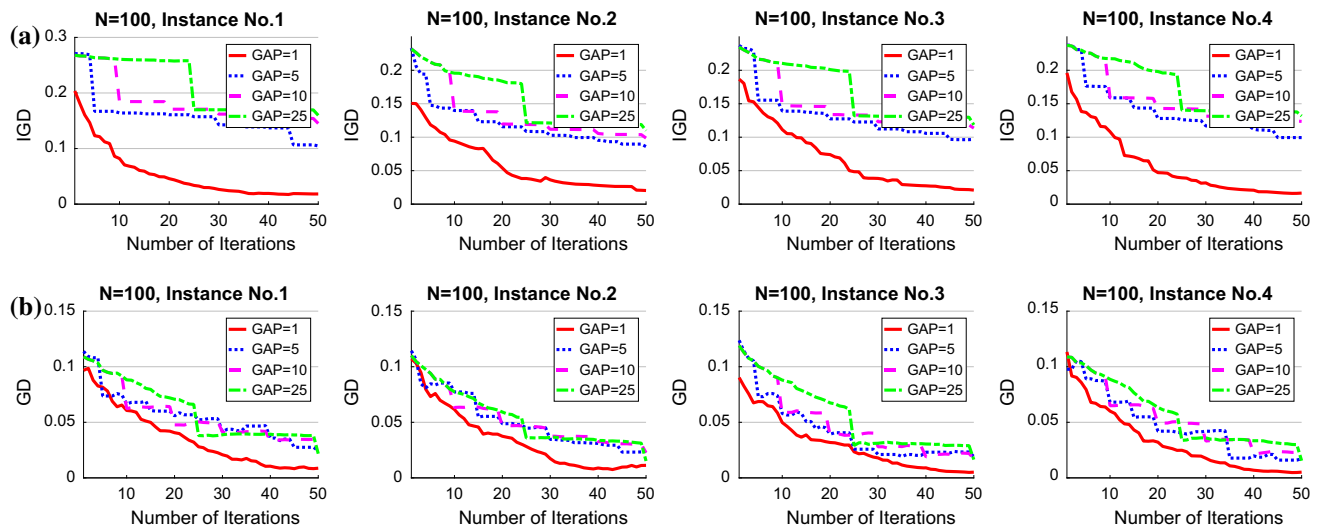 (a)
N=100, Instance No.1
0.3
0.2
0.1
0
IGD
10 20 30 40 50
Number of Iterations
GAP=1
GAP=5
GAP=10
GAP=25
N=100, Instance No.2
0.2
0.15
0.1
0.05
0
IGD
10 20 30 40 50
Number of Iterations
GAP=1
GAP=5
GAP=10
GAP=25
N=100, Instance No.3
0.2
0.15
0.1
0.05
0
IGD
10 20 30 40 50
Number of Iterations
GAP=1
GAP=5
GAP=10
GAP=25
N=100, Instance No.4
0.2
0.15
0.1
0.05
0
IGD
10 20 30 40 50
Number of Iterations
GAP=1
GAP=5
GAP=10
GAP=25
(b)
N=100, Instance No.1
0.15
0.1
0.05
0
GD
10 20 30 40 50
Number of Iterations
GAP=1
GAP=5
GAP=10
GAP=25
N=100, Instance No.2
0.15
0.1
0.05
0
GD
10 20 30 40 50
Number of Iterations
GAP=1
GAP=5
GAP=10
GAP=25
N=100, Instance No.3
0.15
0.1
0.05
0
GD
10 20 30 40 50
Number of Iterations
GAP=1
GAP=5
GAP=10
GAP=25
N=100, Instance No.4
0.15
0.1
0.05
0
GD
10 20 30 40 50
Number of Iterations
GAP=1
GAP=5
GAP=10
GAP=25